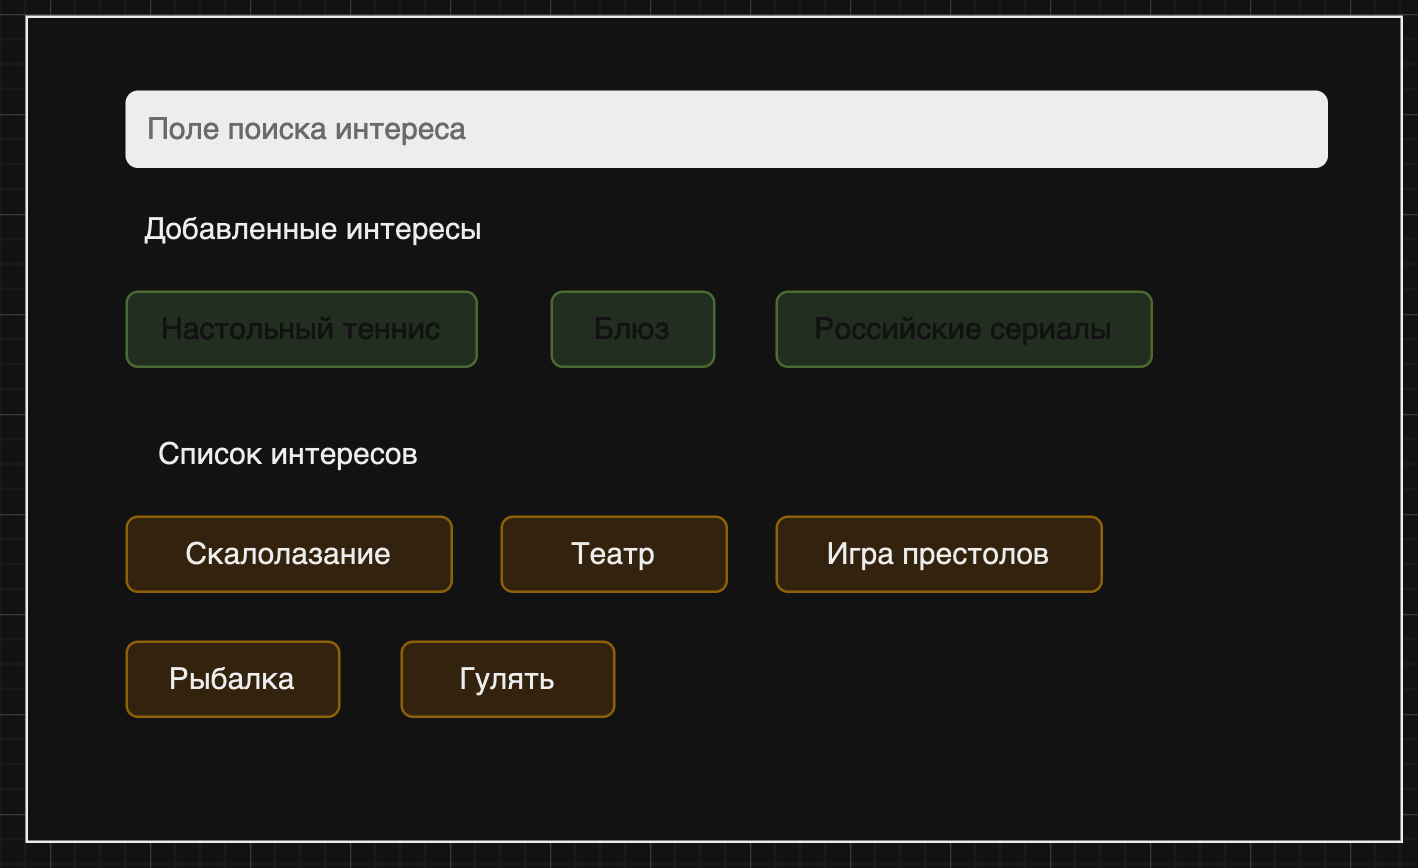 Поле поиска интереса
Добавленные интересы
Настольный теннис Блюз Российские сериалы
Список интересов
Скалолазание Театр Игра престолов
Рыбалка Гулять